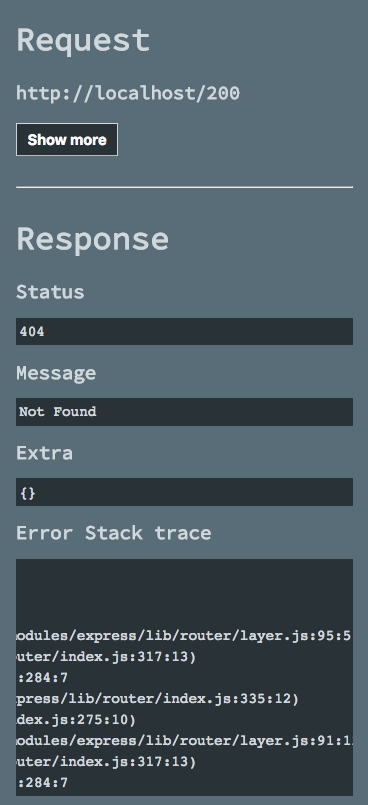 Request
http://localhost/200
Show more
Response
Status
404
Message
Not Found
Extra
{}
Error Stack trace
odules/express/lib/router/layer.js:95:5
uter/index.js:317:13)
:284:7
press/lib/router/index.js:335:12)
dex.js:275:10)
odules/express/lib/router/layer.js:91:1
uter/index.js:317:13)
:284:7